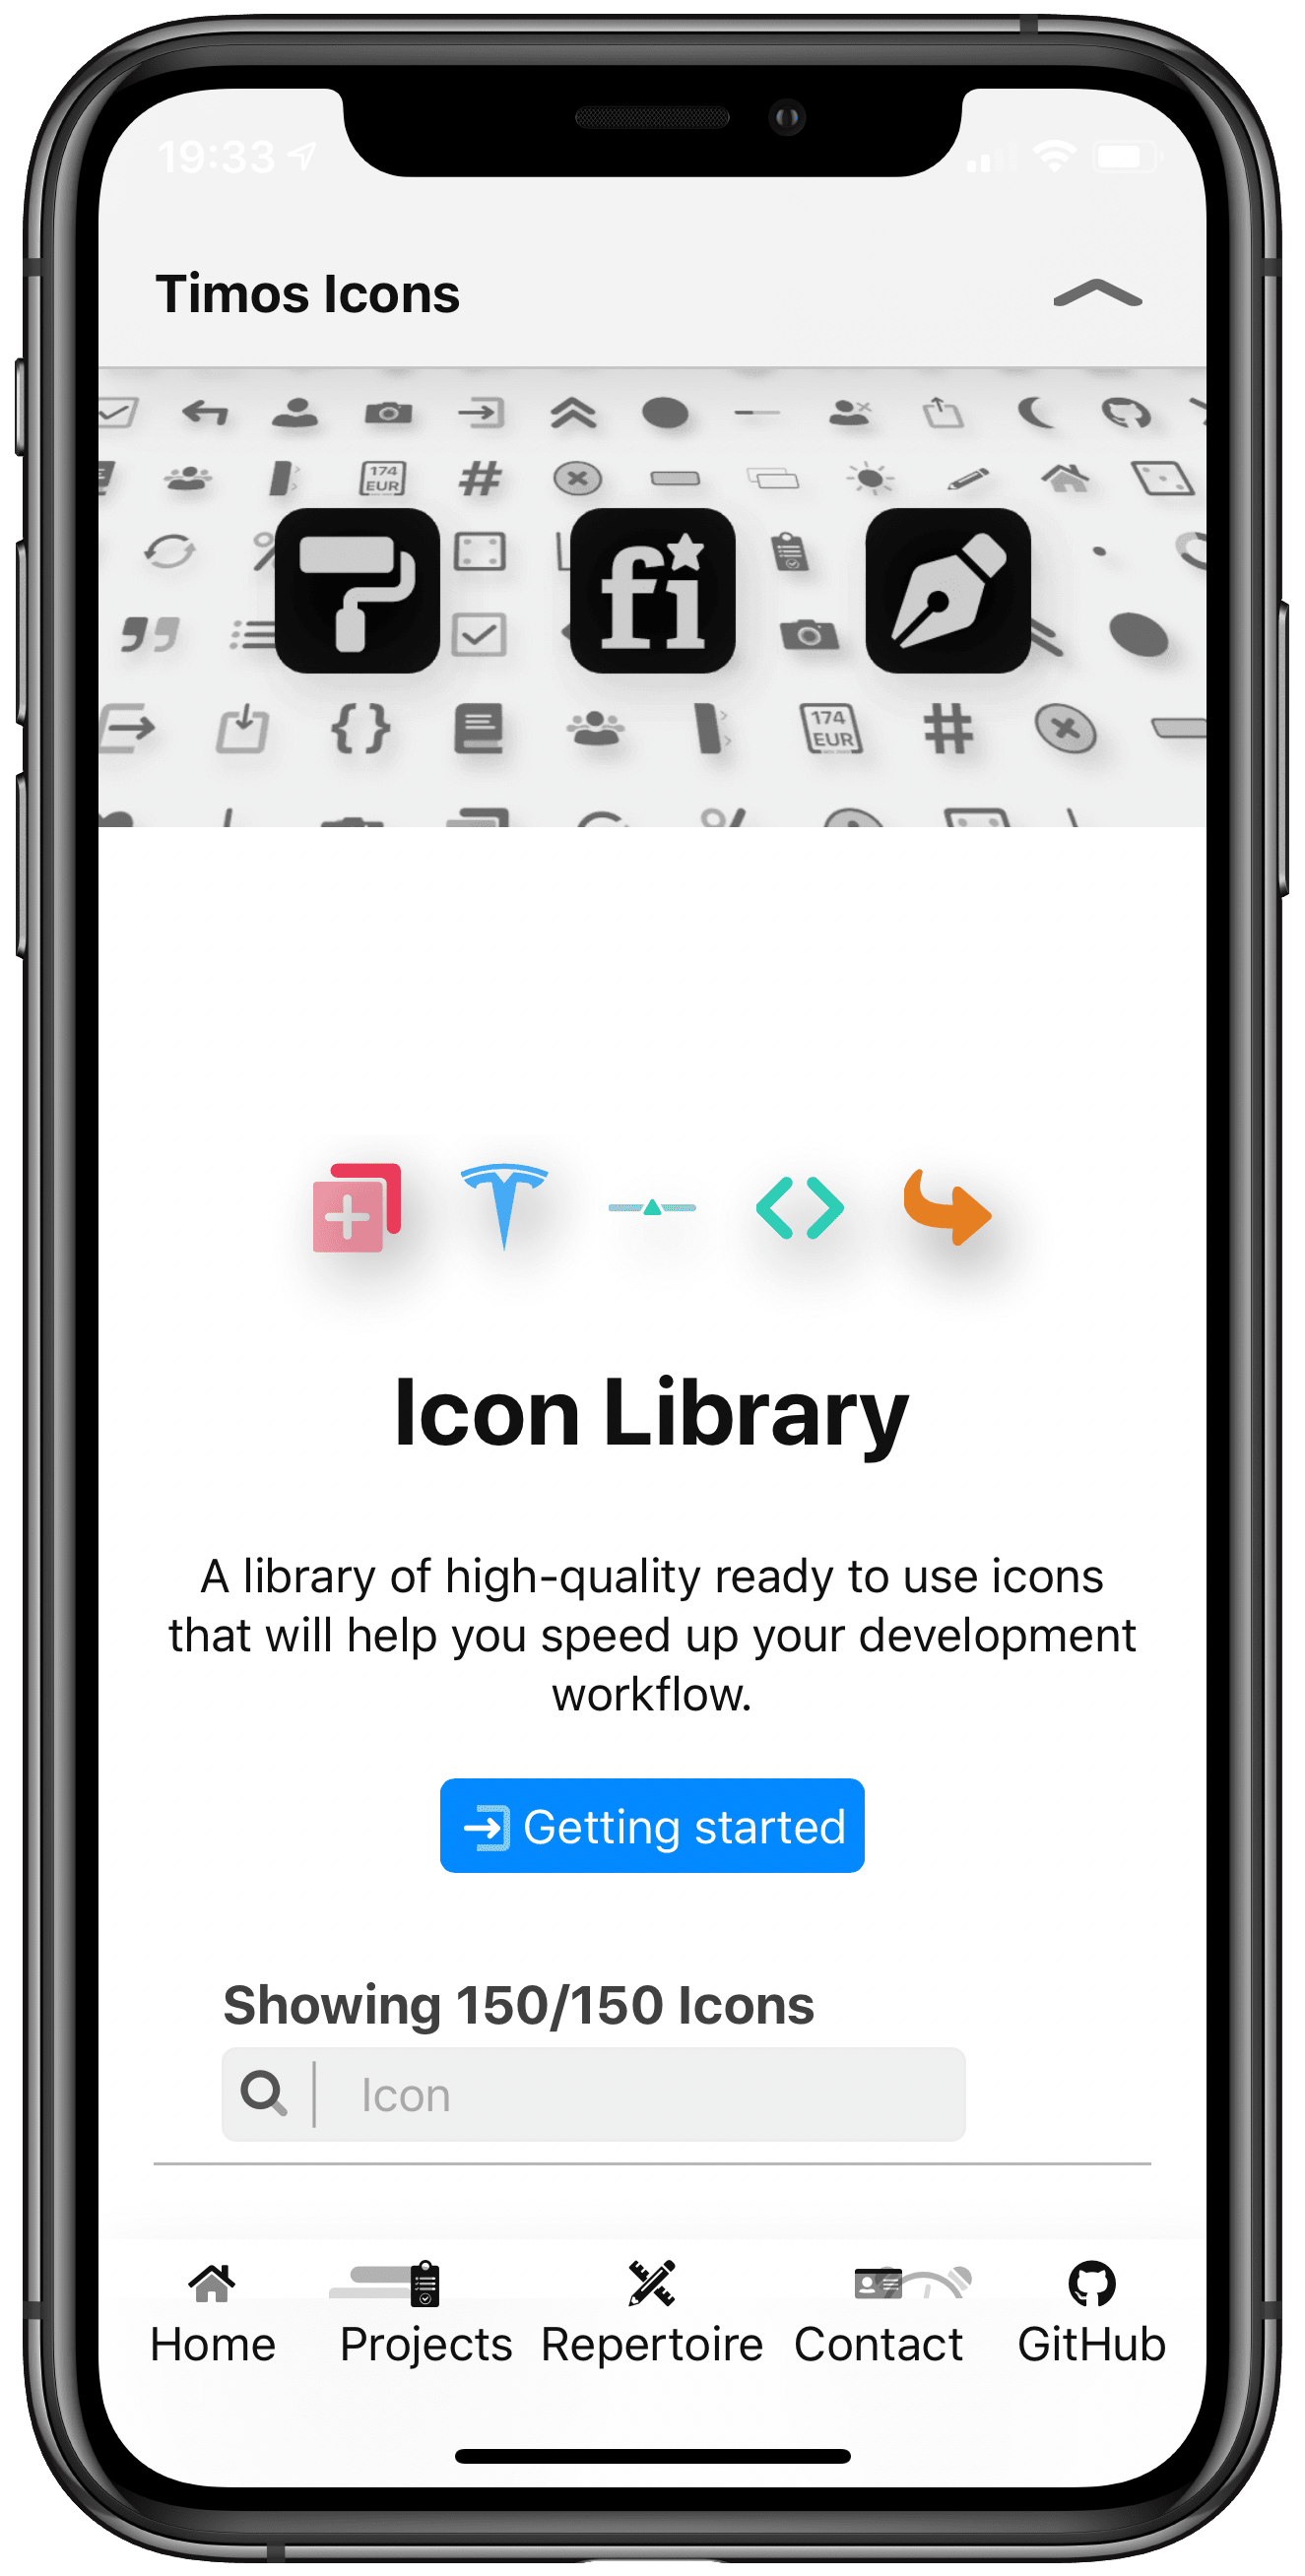 19:33
Timos Icons
174
EUR
fi
174
EUR
Icon Library
A library of high-quality ready to use icons
that will help you speed up your development
workflow.
Getting started
Showing 150/150 Icons
Icon
Home
Projects
Repertoire
Contact
GitHub